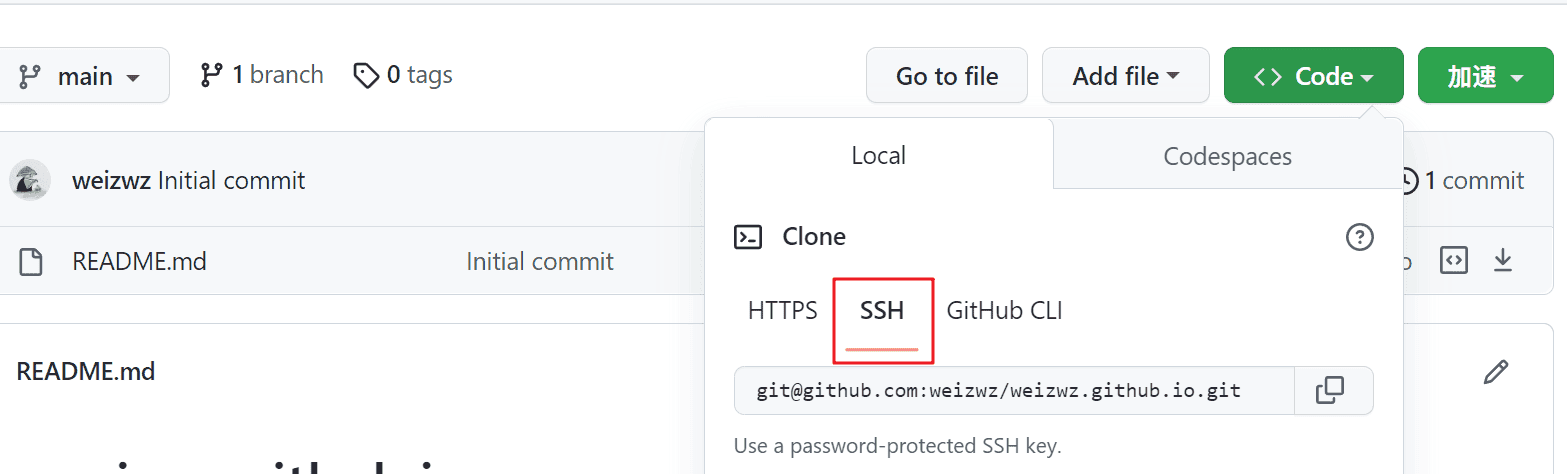 main
1 branch
0 tags
Go to file
Add file
<> Code
加速
Local
Codespaces
weizwz Initial commit
1 commit
Clone
README.md
Initial commit
HTTPS
SSH
GitHub CLI
README.md
git@github.com:weizwz/weizwz.github.io.git
Use a password-protected SSH key.